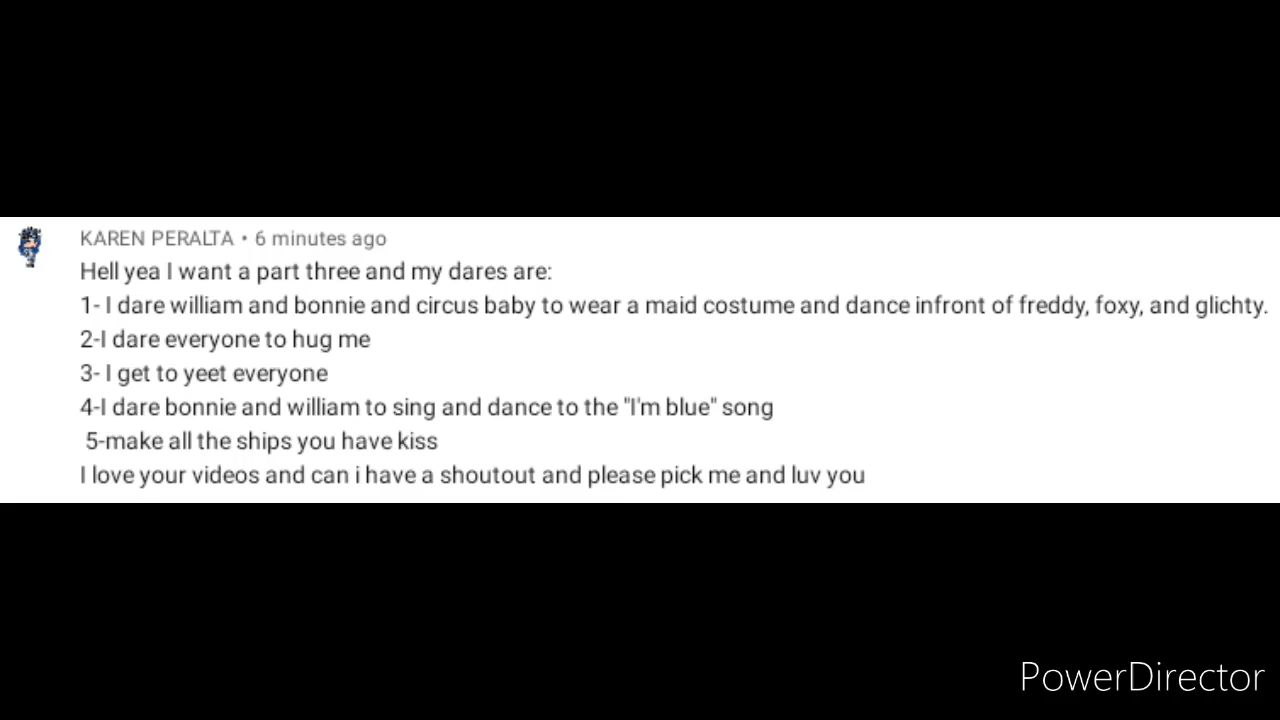 KAREN PERALTA • 6 minutes ago
Hell yea I want a part three and my dares are:
1- I dare william and bonnie and circus baby to wear a maid costume and dance infront of freddy, foxy, and glichty.
2-I dare everyone to hug me
3- I get to yeet everyone
4-I dare bonnie and william to sing and dance to the "I'm blue" song
5-make all the ships you have kiss
I love your videos and can i have a shoutout and please pick me and luv you
PowerDirector